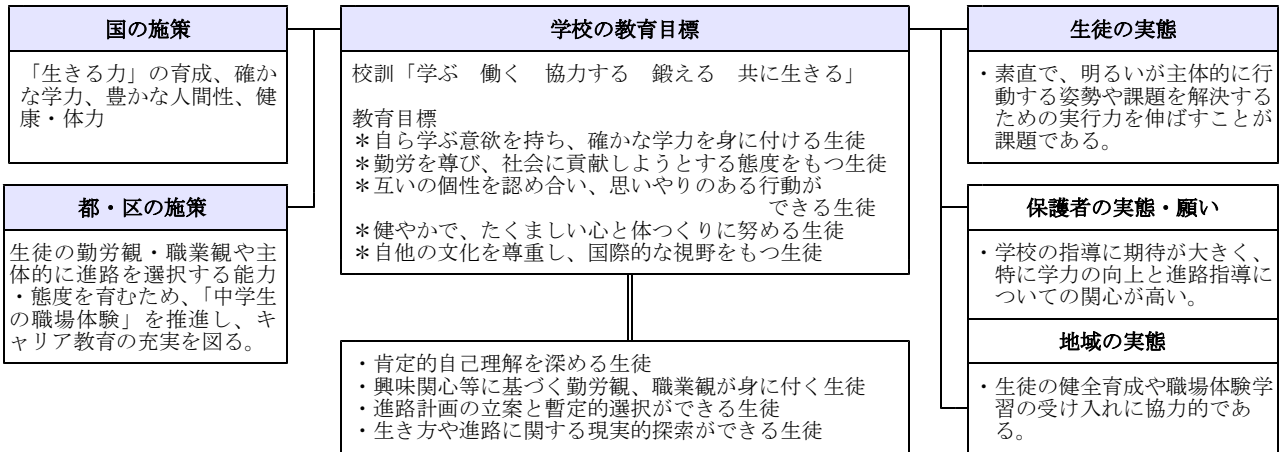 国の施策
「生きる力」の育成、確か
な学力、豊かな人間性、健
康・体力
都・区の施策
生徒の勤労観・職業観や主
体的に進路を選択する能力
・態度を育むため、「中学生
の職場体験」を推進し、キ
ャリア教育の充実を図る。
学校の教育目標
校訓「学ぶ　働く　協力する　鍛える　共に生きる」
教育目標
＊自ら学ぶ意欲を持ち、確かな学力を身に付ける生徒
＊勤労を尊び、社会に貢献しようとする態度をもつ生徒
＊互いの個性を認め合い、思いやりのある行動が
できる生徒
＊健やかで、たくましい心と体つくりに努める生徒
＊自他の文化を尊重し、国際的な視野をもつ生徒
・肯定的自己理解を深める生徒
・興味関心等に基づく勤労観、職業観が身に付く生徒
・進路計画の立案と暫定的選択ができる生徒
・生き方や進路に関する現実的探索ができる生徒
生徒の実態
・素直で、明るいが主体的に行
動する姿勢や課題を解決する
ための実行力を伸ばすことが
課題である。
保護者の実態・願い
・学校の指導に期待が大きく、
特に学力の向上と進路指導に
ついての関心が高い。
地域の実態
・生徒の健全育成や職場体験学
習の受け入れに協力的であ
る。